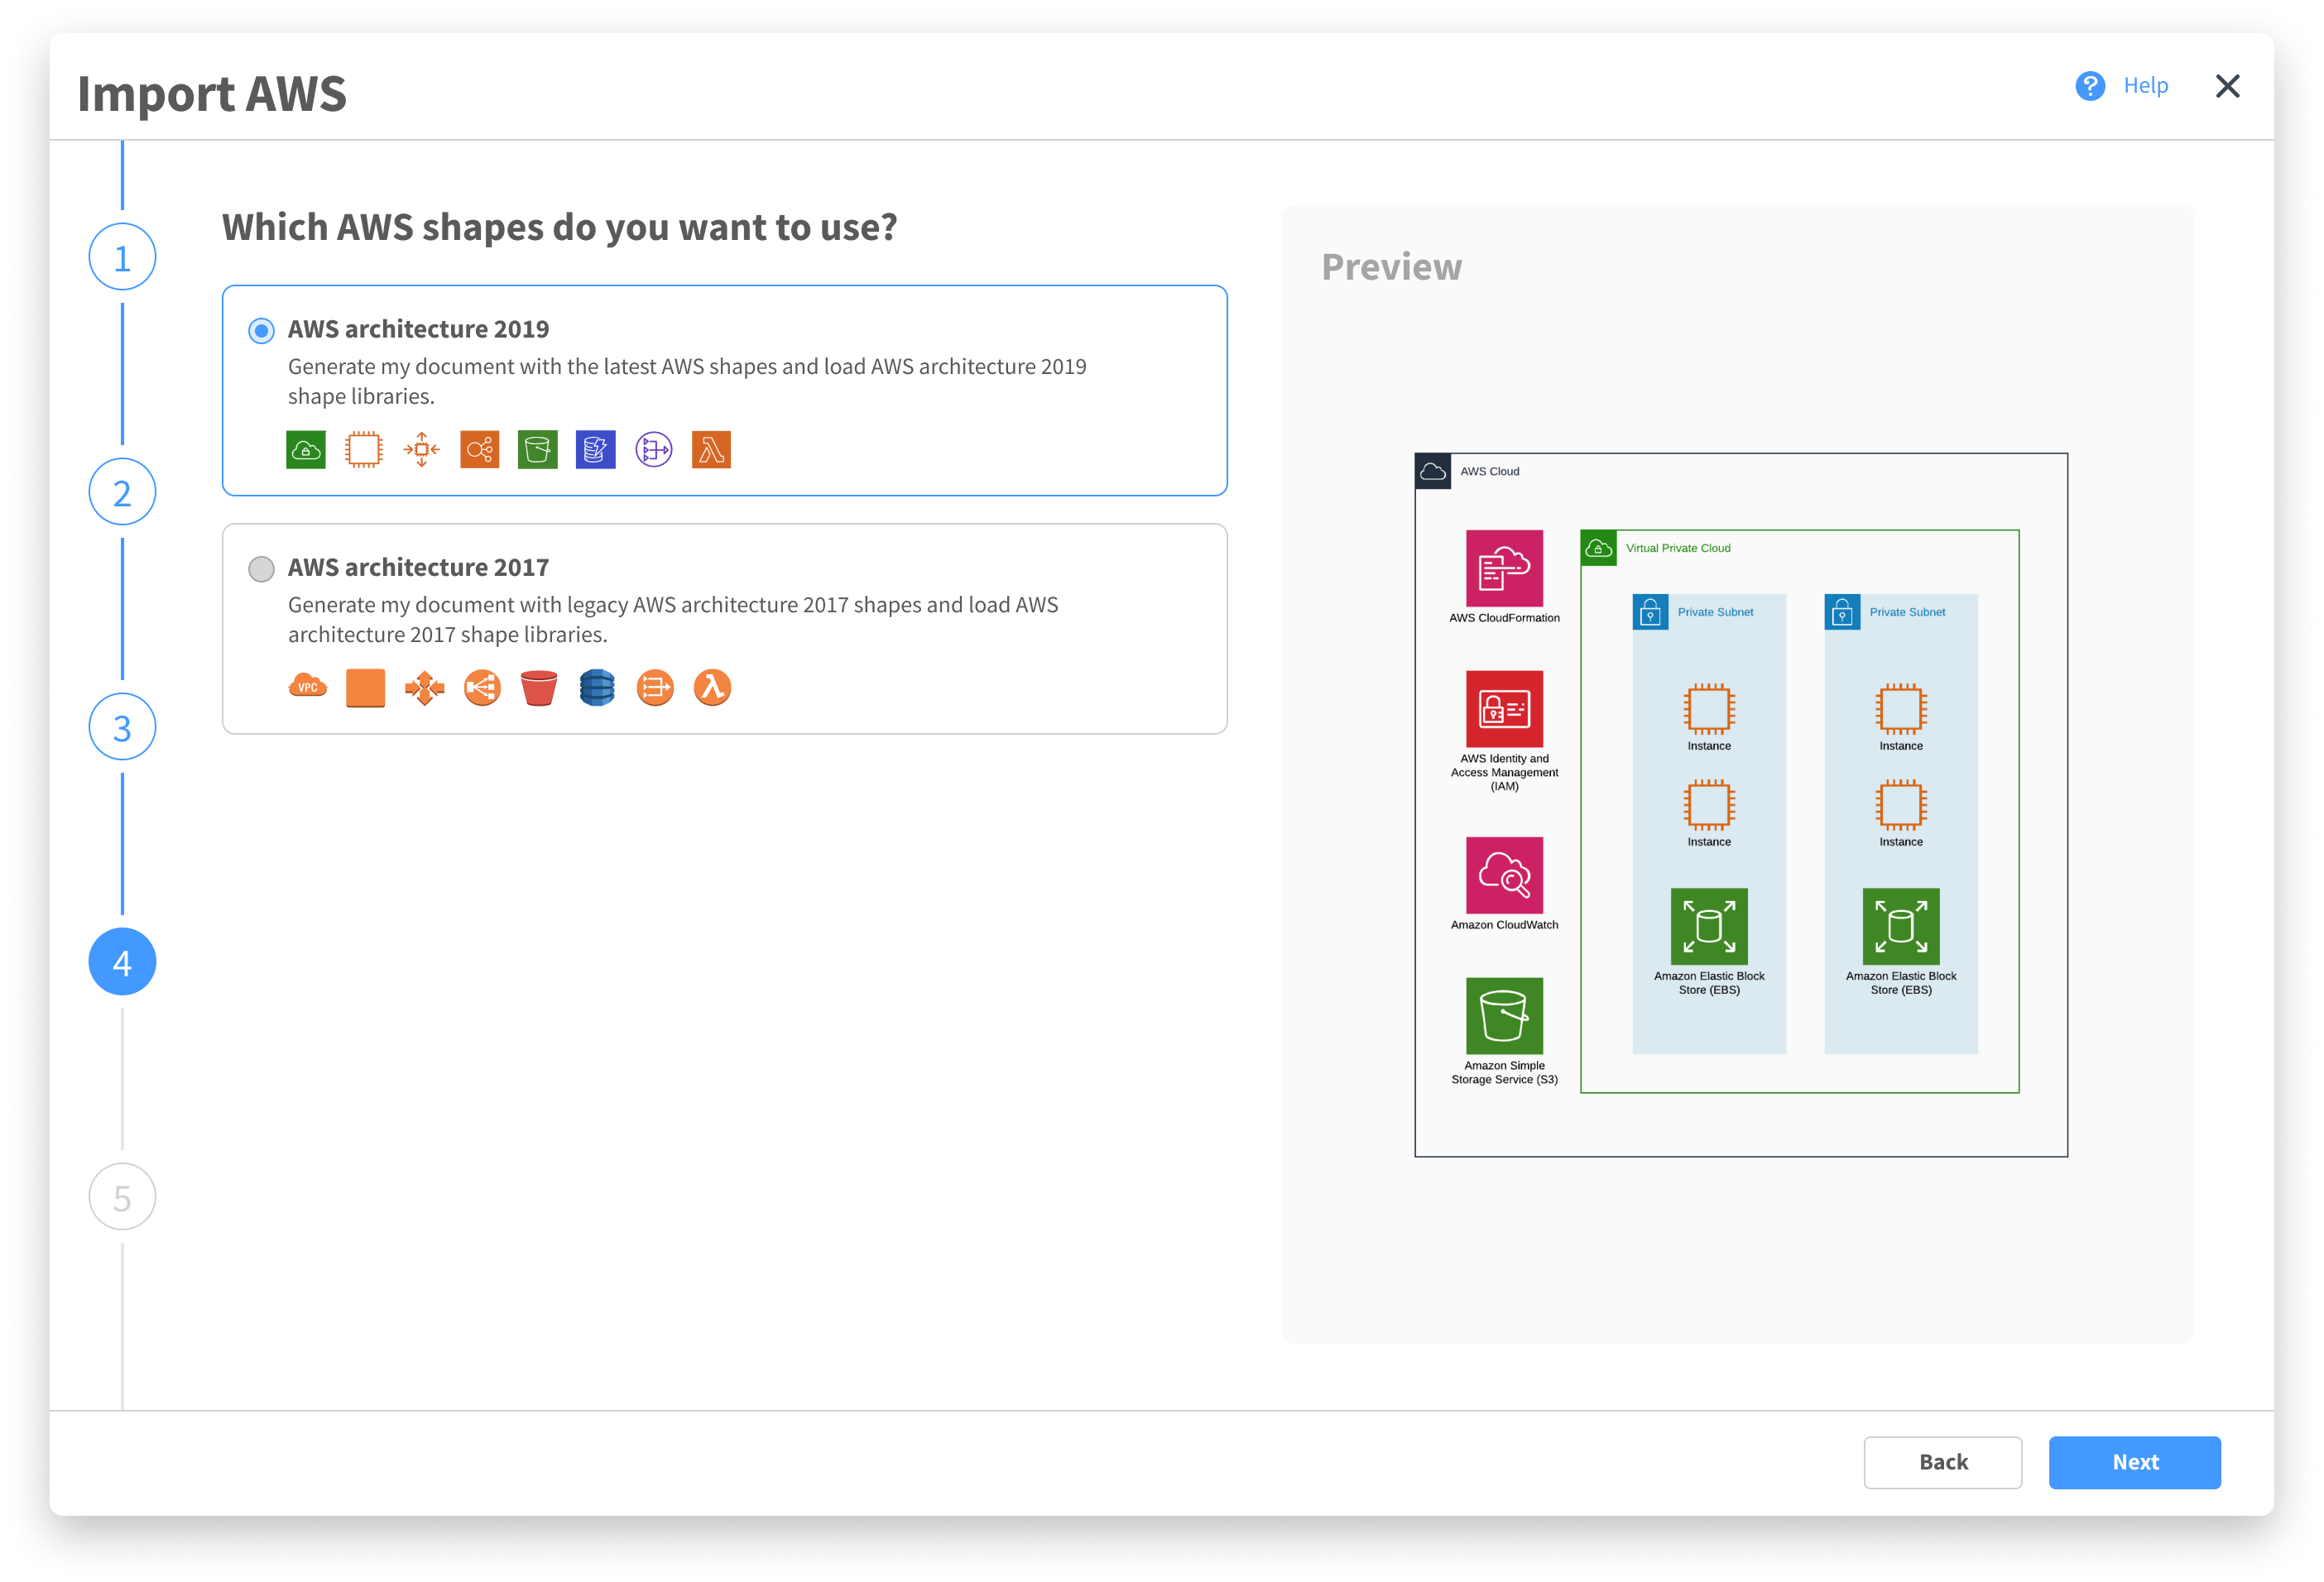 Import AWS
? Help
1
2
3
4
5
Which AWS shapes do you want to use?
AWS architecture 2019
Generate my document with the latest AWS shapes and load AWS architecture 2019
shape libraries.
AWS architecture 2017
Generate my document with legacy AWS architecture 2017 shapes and load AWS
architecture 2017 shape libraries.
VPC
Preview
AWS Cloud
AWS CloudFormation
AWS Identity and
Access Management
(IAM)
Amazon CloudWatch
Amazon Simple
Storage Service (S3)
Virtual Private Cloud
Private Subnet
Instance
Instance
Amazon Elastic Block
Store (EBS)
Private Subnet
Instance
Instance
Amazon Elastic Block
Store (EBS)
Back
Next